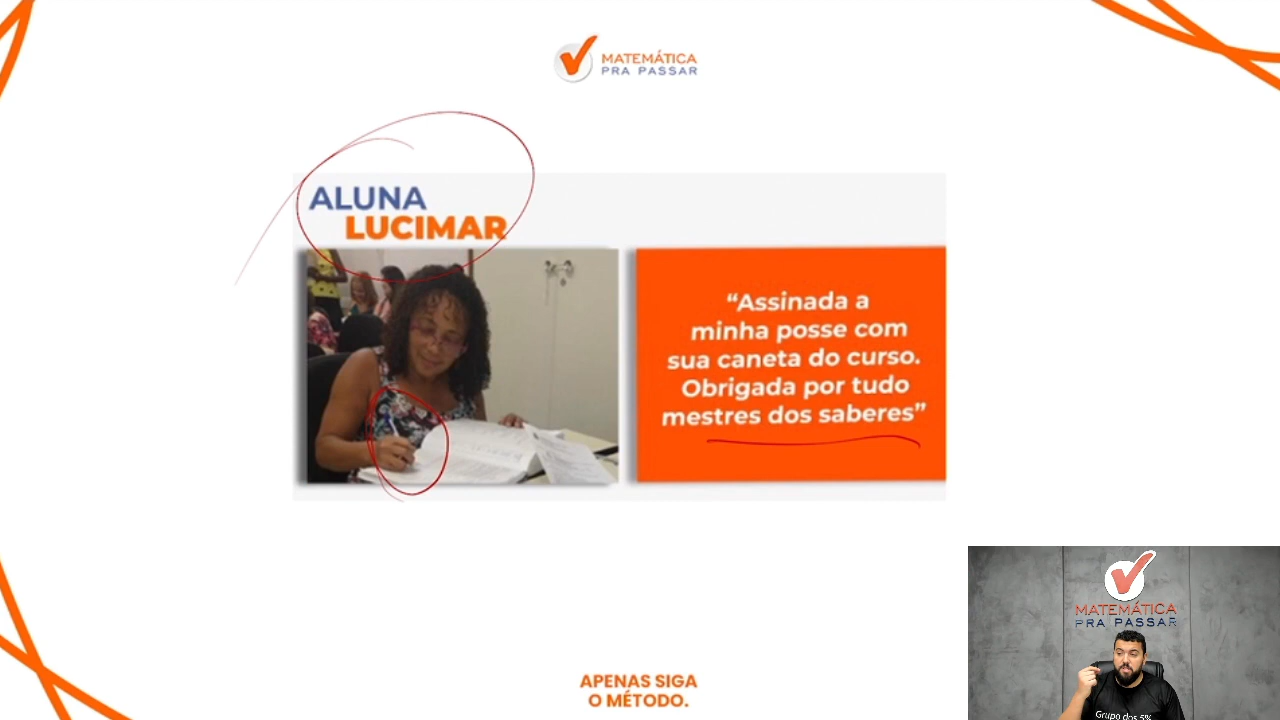 MATEMÁTICA
PRA PASSAR
ALUNA
LUCIMAR
“Assinada a
minha posse com
sua caneta do curso.
Obrigada por tudo
mestres dos saberes”
MATEMÁTICA
PRA PASSAR
Grupo dos 5%
APENAS SIGA
O MÉTODO.